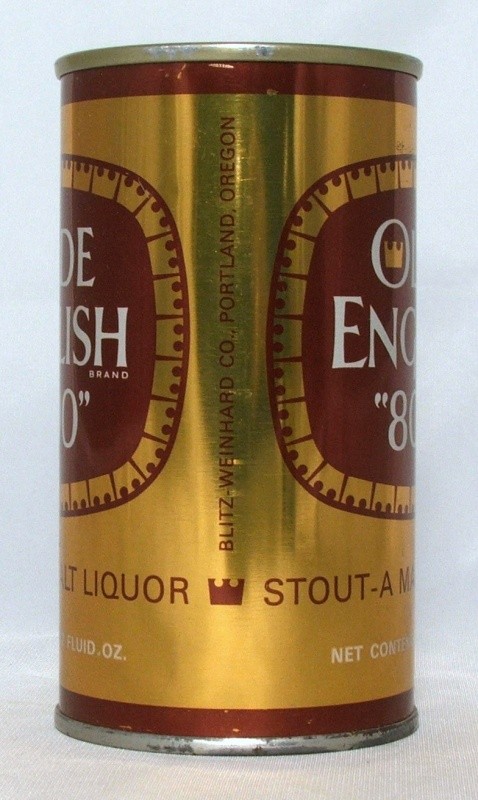 DE
LISH
BRAND
0”
BLITZ-WEINHARD CO., PORTLAND, OREGON
OL
ENG
“80
ALT LIQUOR STOUT-A MA
FLUID.OZ.
NET CONTEN